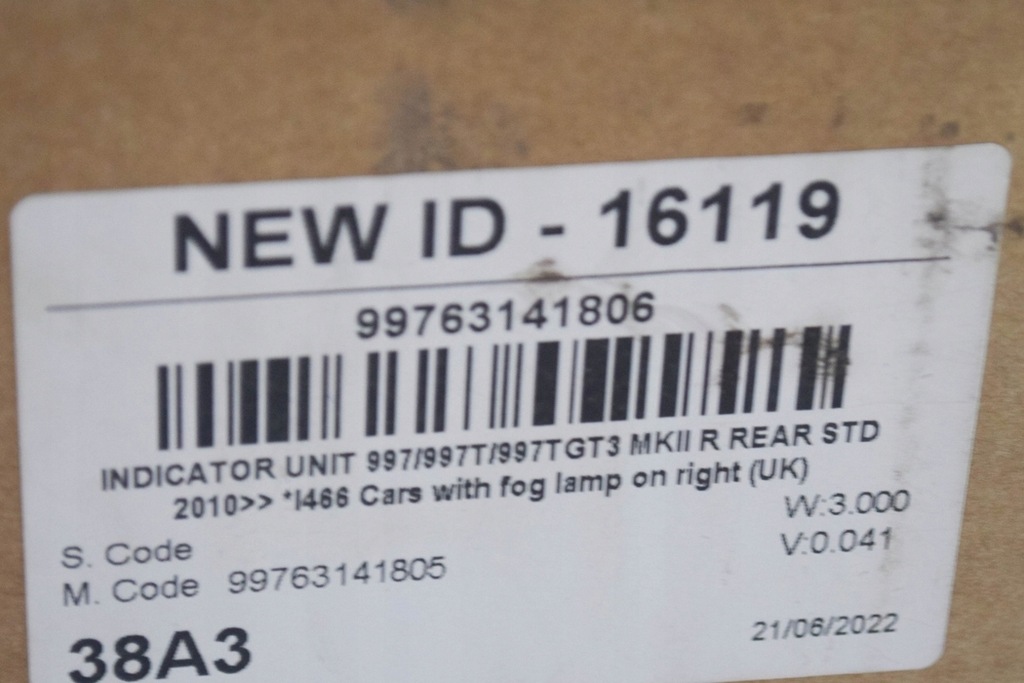 NEW ID - 16119
99763141806
INDICATOR UNIT 997/997T/997TGT3 MKII R REAR STD
2010>> *I466 Cars with fog lamp on right (UK)
W:3.000
V:0.041
S. Code
M. Code 99763141805
38A3
21/06/2022